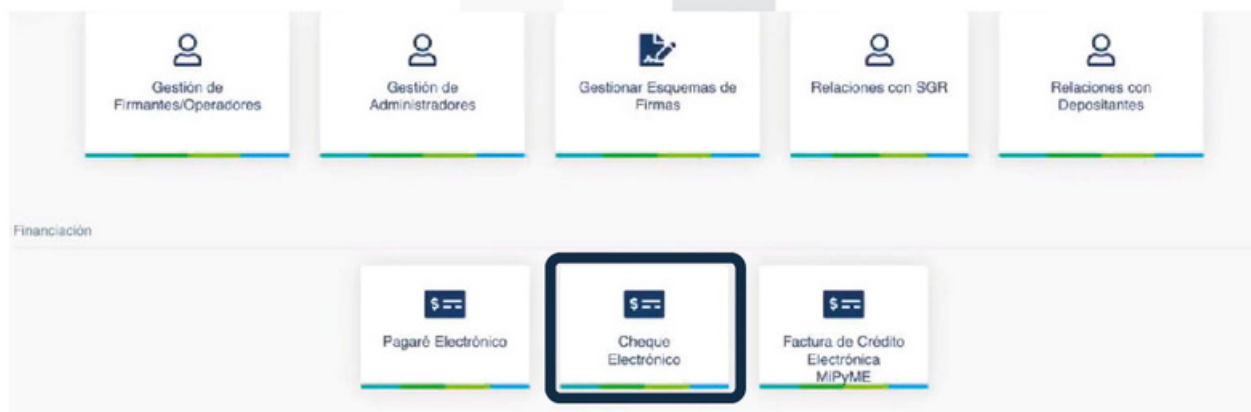 Gestión de
Firmantes/Operadores
Gestión de
Administradores
Gestionar Esquemas de
Firmas
Relaciones con SGR
Relaciones con
Depositantes
Financiación
$
Pagaré Electrónico
$
Cheque
Electrónico
$
Factura de Crédito
Electrónica
MiPyME